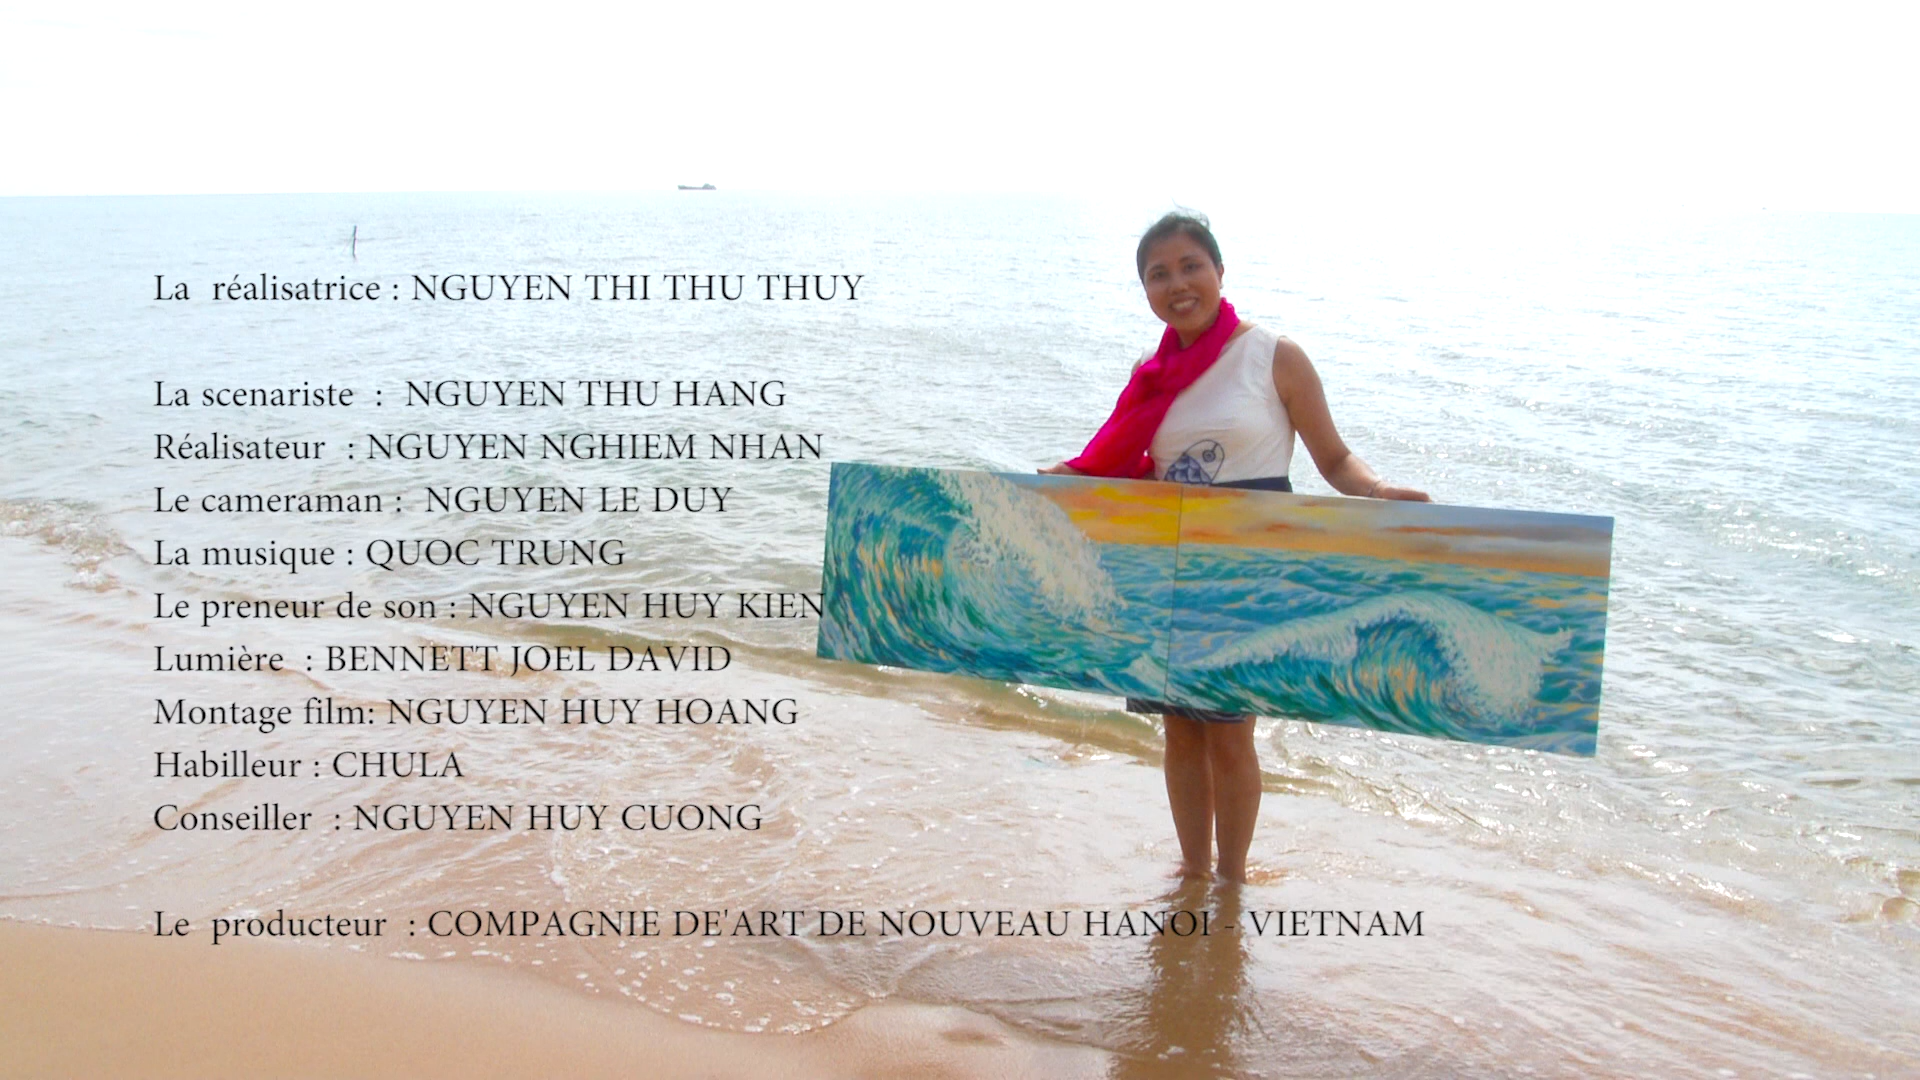 La réalisatrice : NGUYEN THI THU THUY
La scenariste : NGUYEN THU HANG
Réalisateur : NGUYEN NGHIEM NHAN
Le cameraman : NGUYEN LE DUY
La musique : QUOC TRUNG
Le preneur de son : NGUYEN HUY KIEN
Lumière : BENNETT JOEL DAVID
Montage film: NGUYEN HUY HOANG
Habilleur : CHULA
Conseiller : NGUYEN HUY CUONG
Le producteur : COMPAGNIE DE'ART DE NOUVEAU HANOI - VIETNAM